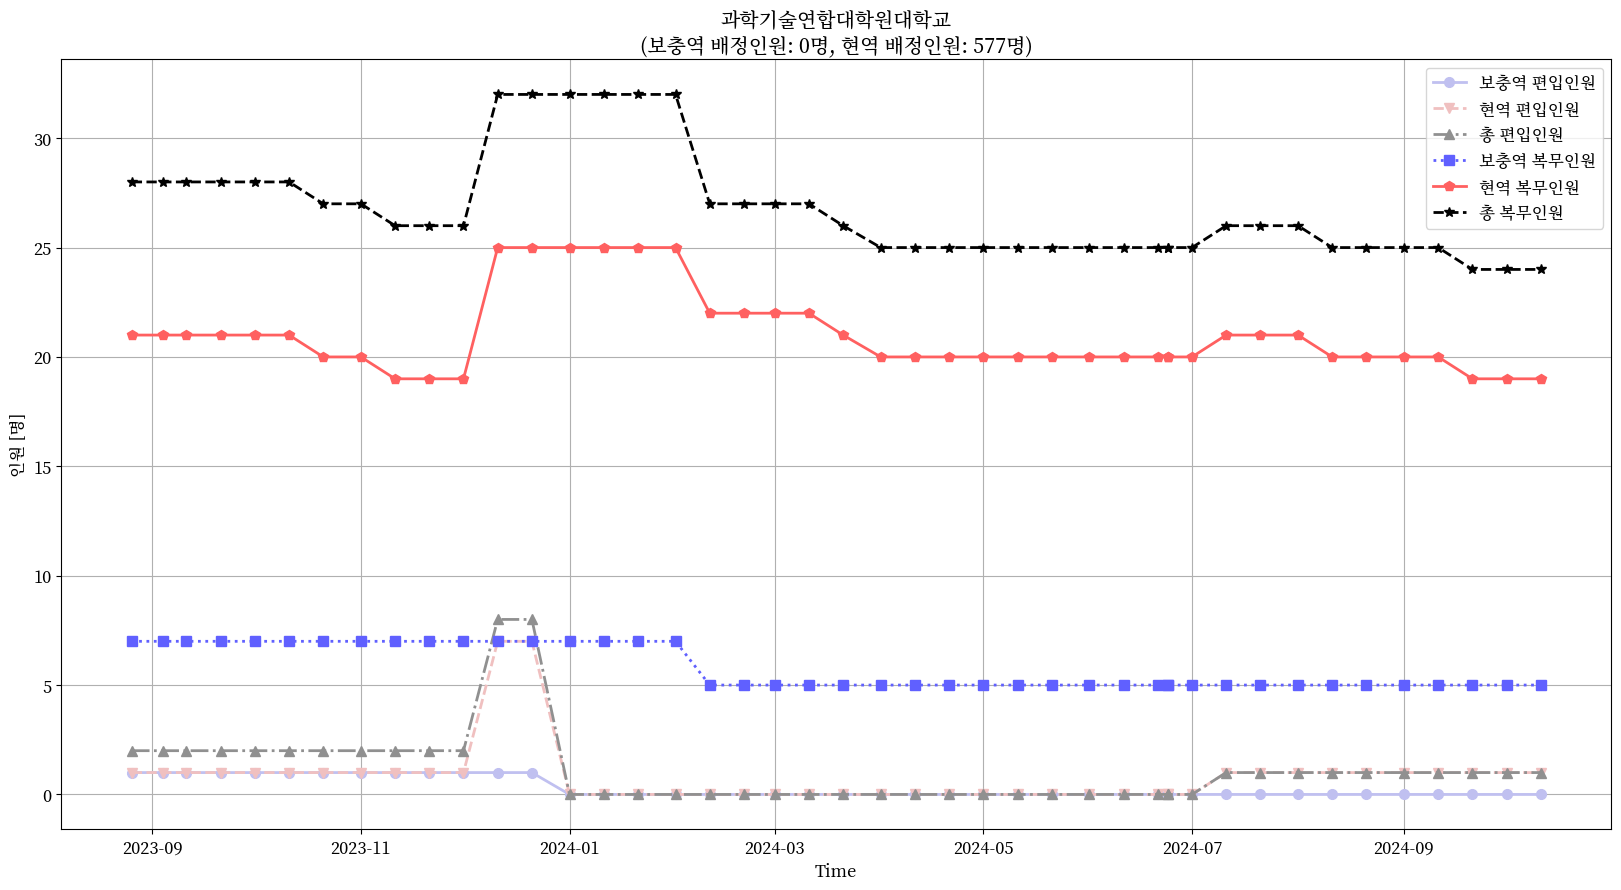 과학기술연합대학원대학교
(보충역 배정인원: 0명, 현역 배정인원: 577명)
보충역 편입인원
현역 편입인원
총 편입인원
보충역 복무인원
현역 복무인원
총 복무인원
인원 [명]
30
25
20
15
10
5
0
2023-09
2023-11
2024-01
2024-03
2024-05
2024-07
2024-09
Time